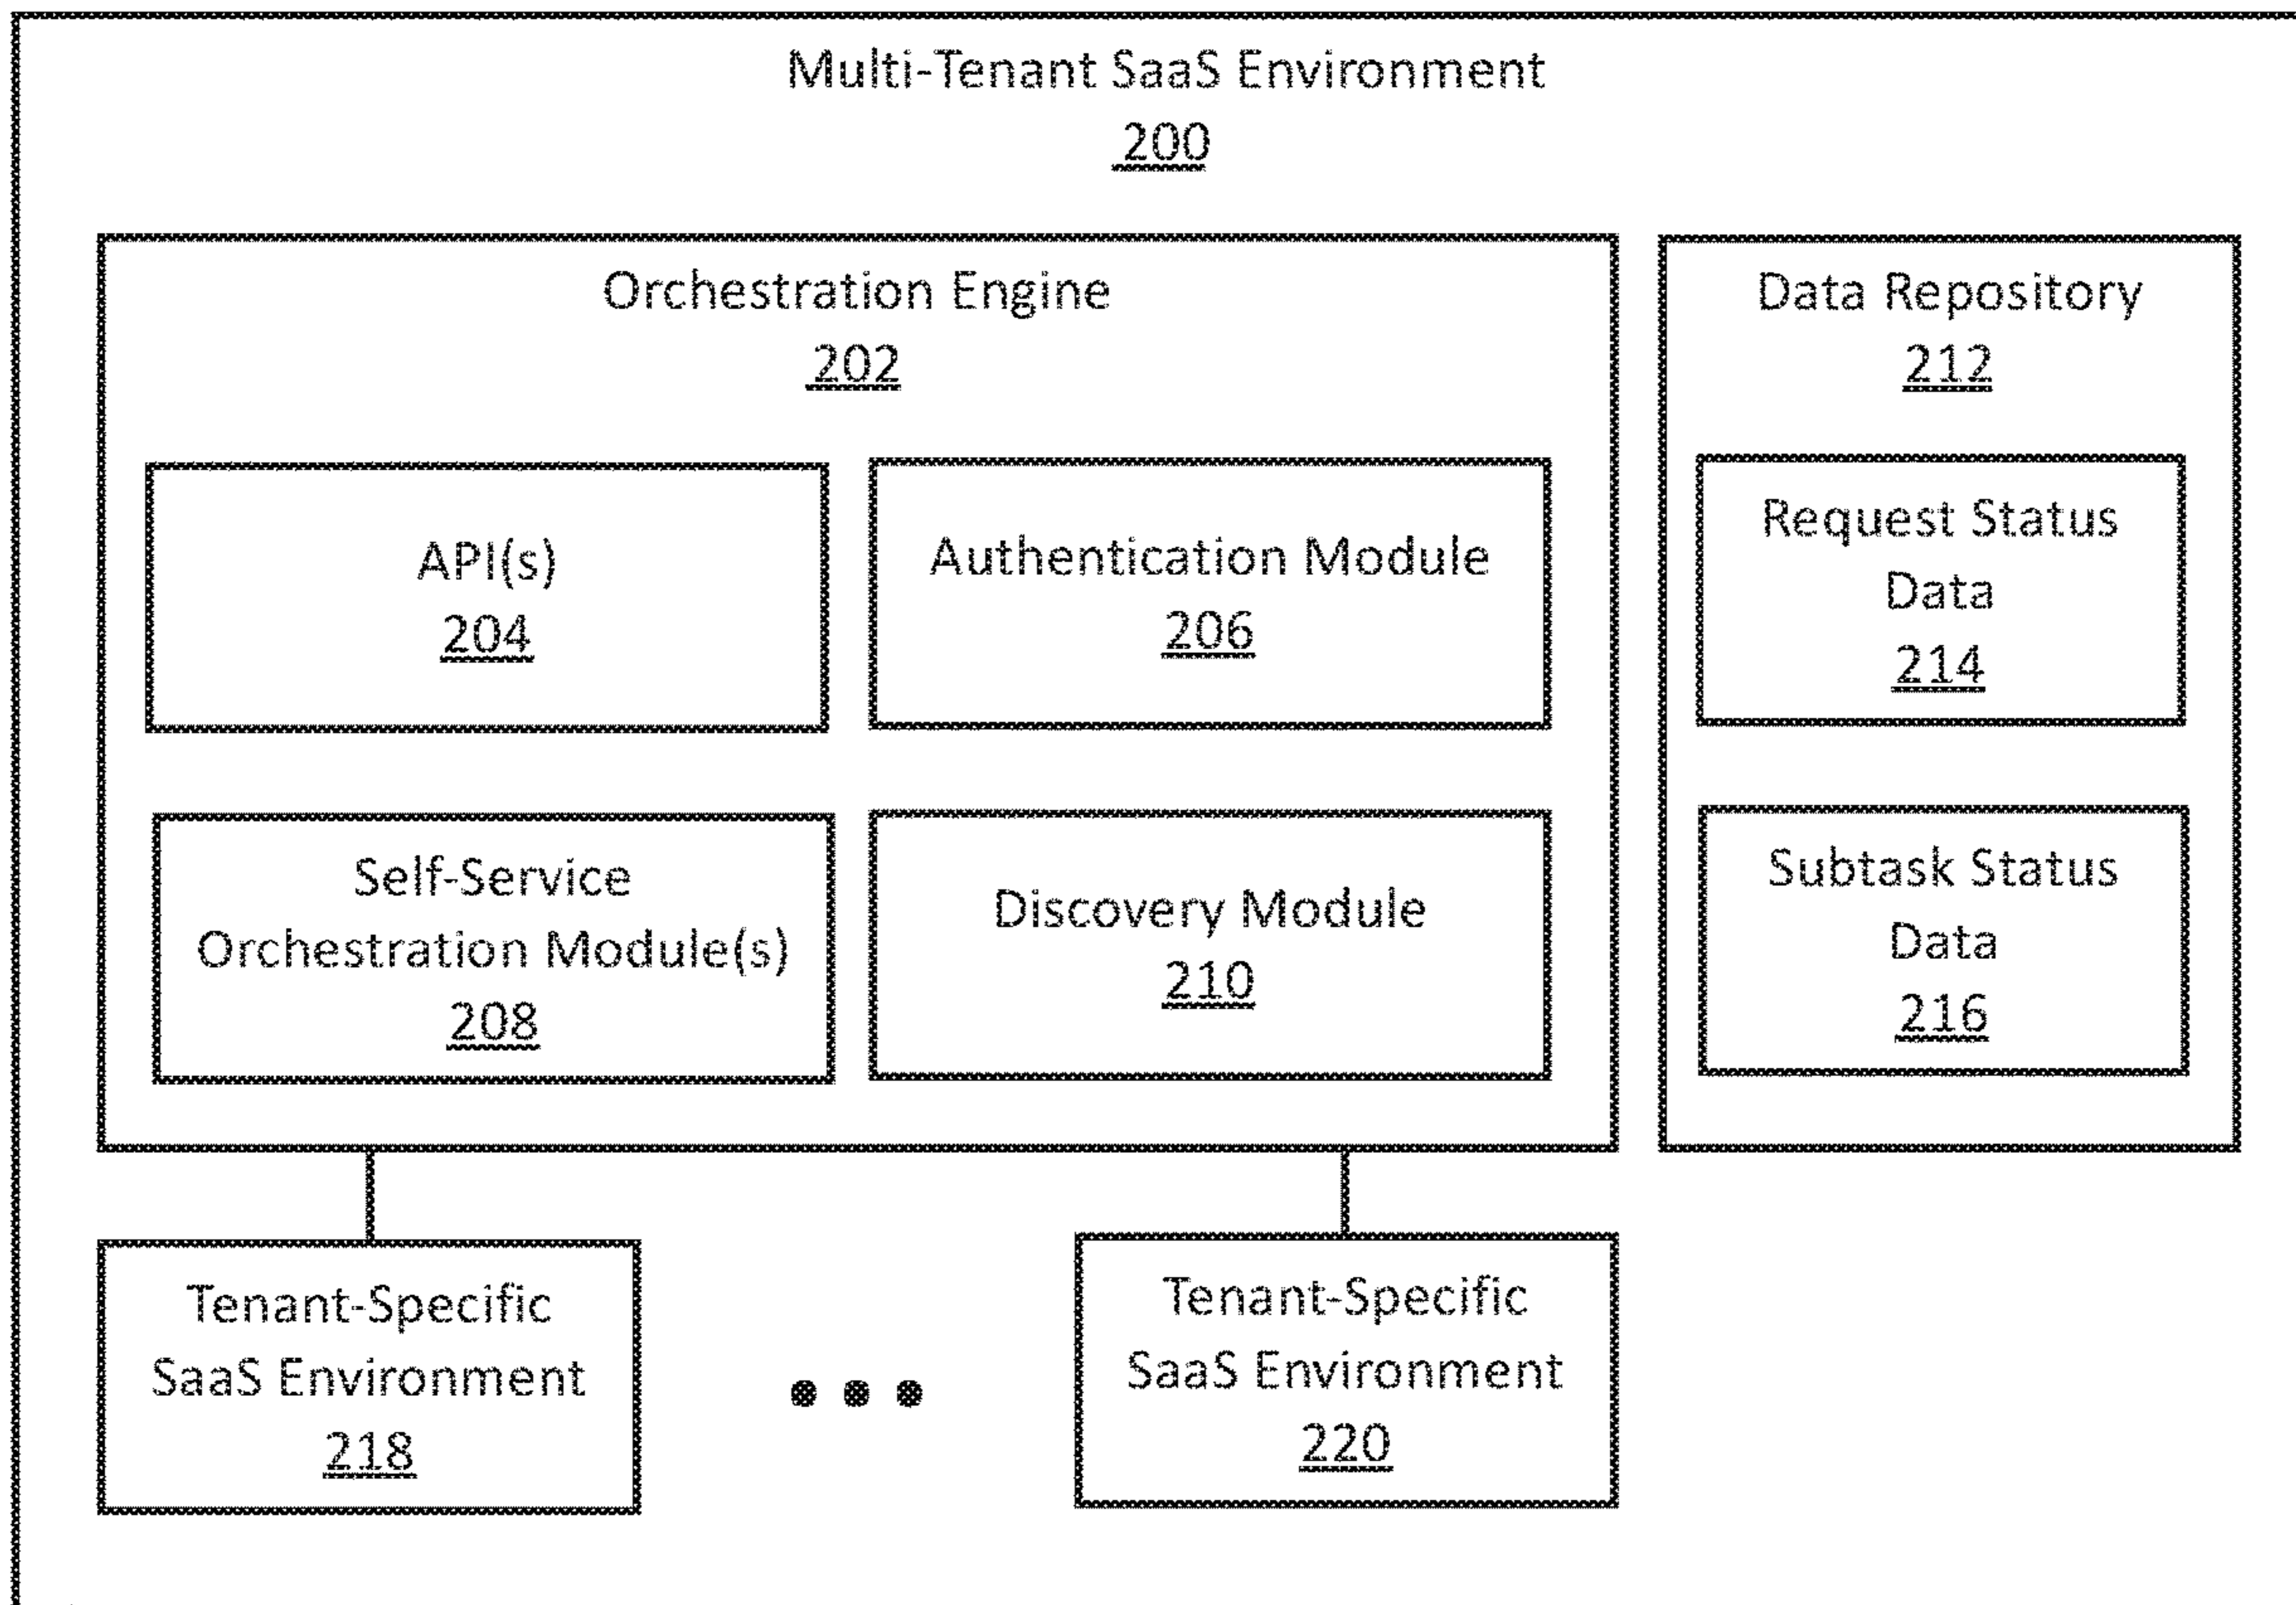 Multi-Tenant SaaS Environment
200
Orchestration Engine
202
API(s)
204
Authentication Module
206
Self-Service
Orchestration Module(s)
208
Discovery Module
210
Data Repository
212
Request Status
Data
214
Subtask Status
Data
216
Tenant-Specific
SaaS Environment
218
Tenant-Specific
SaaS Environment
220